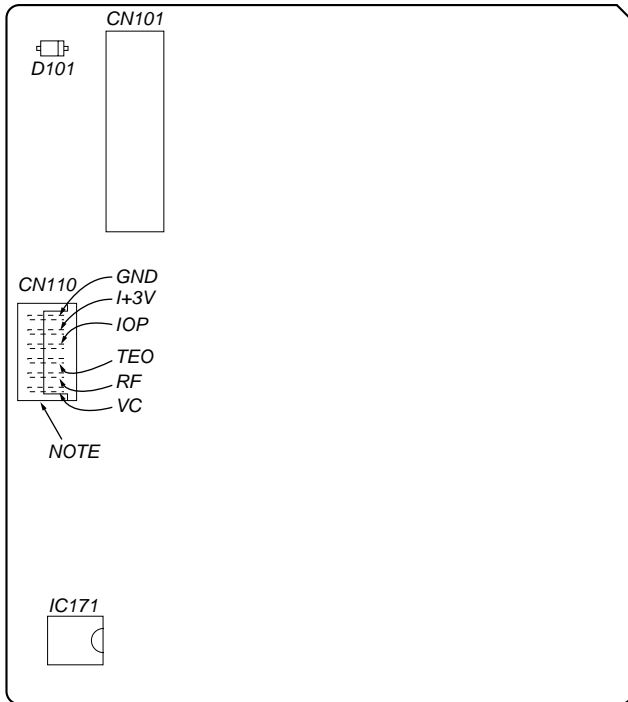 CN101
D101
CN110
GND
I+3V
IOP
TEO
RF
VC
NOTE
IC171